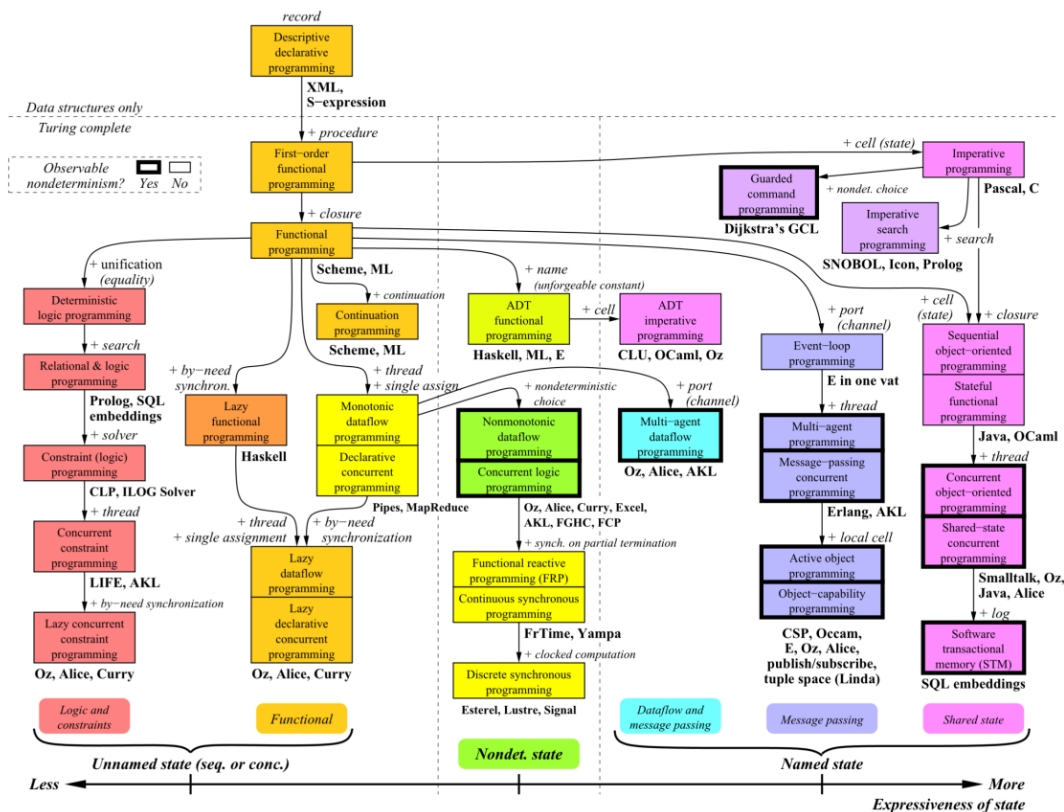 record
Descriptive
declarative
programming
XML,
S−expression
Data structures only
Turing complete
+ procedure
Observable
nondeterminism?
Yes
No
First−order
functional
programming
+ cell (state)
Imperative
programming
Pascal, C
Guarded
command
programming
+ nondet. choice
Dijkstra's GCL
Imperative
search
programming
+ search
SNOBOL, Icon, Prolog
+ closure
Functional
programming
Scheme, ML
+ unification
(equality)
+ continuation
Continuation
programming
Scheme, ML
+ name
(unforgeable constant)
ADT
functional
programming
+ cell
ADT
imperative
programming
Haskell, ML, E
CLU, OCaml, Oz
+ port
(channel)
Event−loop
programming
E in one vat
+ cell
(state)
+ closure
Sequential
object−oriented
programming
Stateful
functional
programming
Java, OCaml
Deterministic
logic programming
+ search
Relational & logic
programming
Prolog, SQL
embeddings
+ solver
Constraint (logic)
programming
CLP, ILOG Solver
+ thread
Concurrent
constraint
programming
LIFE, AKL
+ by−need synchronization
Lazy concurrent
constraint
programming
Oz, Alice, Curry
+ by−need
synchron.
Lazy
functional
programming
Haskell
+ thread
+ single assignment
+ thread
+ single assign.
Monotonic
dataflow
programming
Declarative
concurrent
programming
Pipes, MapReduce
+ by−need
synchronization
Lazy
dataflow
programming
Lazy
declarative
concurrent
programming
Oz, Alice, Curry
+ nondeterministic
choice
Nonmonotonic
dataflow
programming
Concurrent logic
programming
Oz, Alice, Curry, Excel,
AKL, FGHC, FCP
+ synch. on partial termination
Functional reactive
programming (FRP)
Continuous synchronous
programming
FrTime, Yampa
+ clocked computation
Discrete synchronous
programming
Esterel, Lustre, Signal
+ port
(channel)
Multi−agent
dataflow
programming
Oz, Alice, AKL
+ thread
Multi−agent
programming
Message−passing
concurrent
programming
Erlang, AKL
+ local cell
Active object
programming
Object−capability
programming
CSP, Occam,
E, Oz, Alice,
publish/subscribe,
tuple space (Linda)
+ thread
Concurrent
object−oriented
programming
Shared−state
concurrent
programming
Smalltalk, Oz,
Java, Alice
+ log
Software
transactional
memory (STM)
SQL embeddings
Logic and
constraints
Functional
Nondet. state
Dataflow and
message passing
Message passing
Shared state
Unnamed state (seq. or conc.)
Named state
Less
More
Expressiveness of state